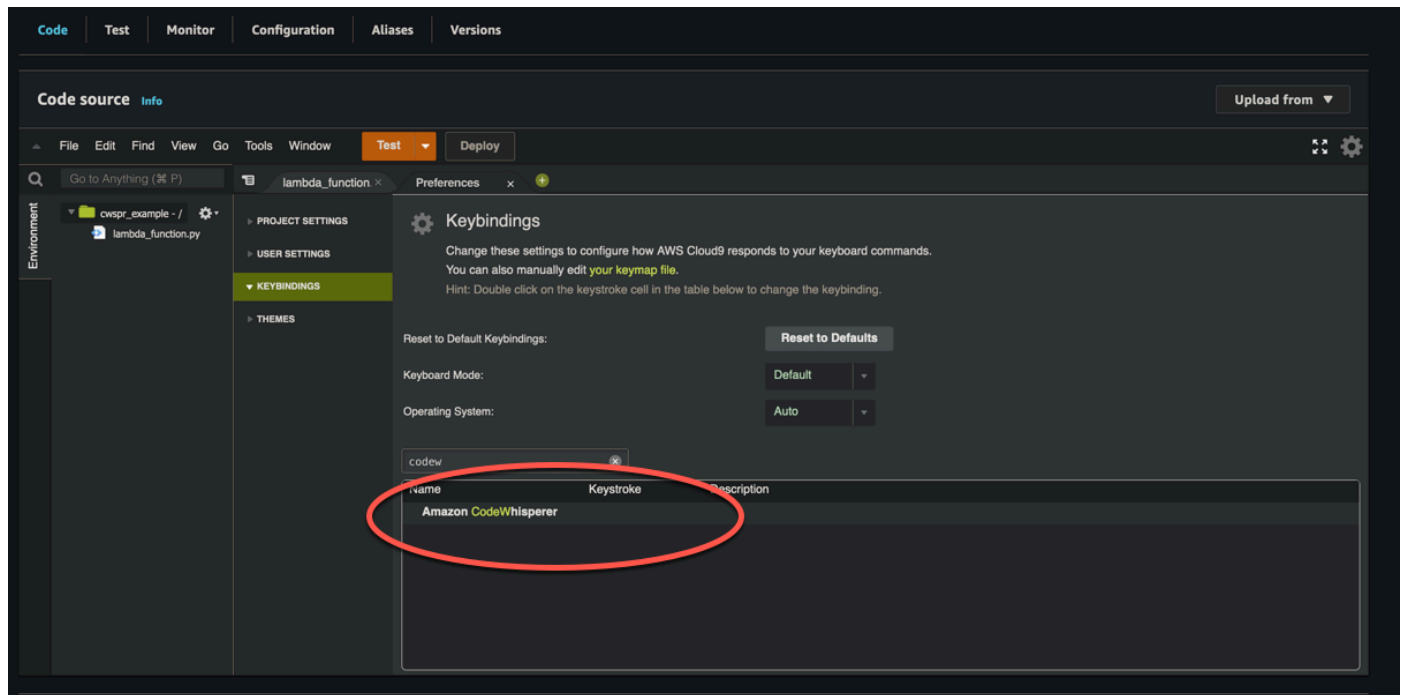 Code Test Monitor Configuration Aliases Versions
Code source Info
Upload from
File Edit Find View Go Tools Window Test Deploy
Go to Anything (⌘ P)
lambda_function × Preferences x
Environment
cwspr_example - /
lambda_function.py
PROJECT SETTINGS
USER SETTINGS
KEYBINDINGS
THEMES
Keybindings
Change these settings to configure how AWS Cloud9 responds to your keyboard commands.
You can also manually edit your keymap file.
Hint: Double click on the keystroke cell in the table below to change the keybinding.
Reset to Default Keybindings: Reset to Defaults
Keyboard Mode: Default
Operating System: Auto
codew
Name Keystroke Description
Amazon CodeWhisperer